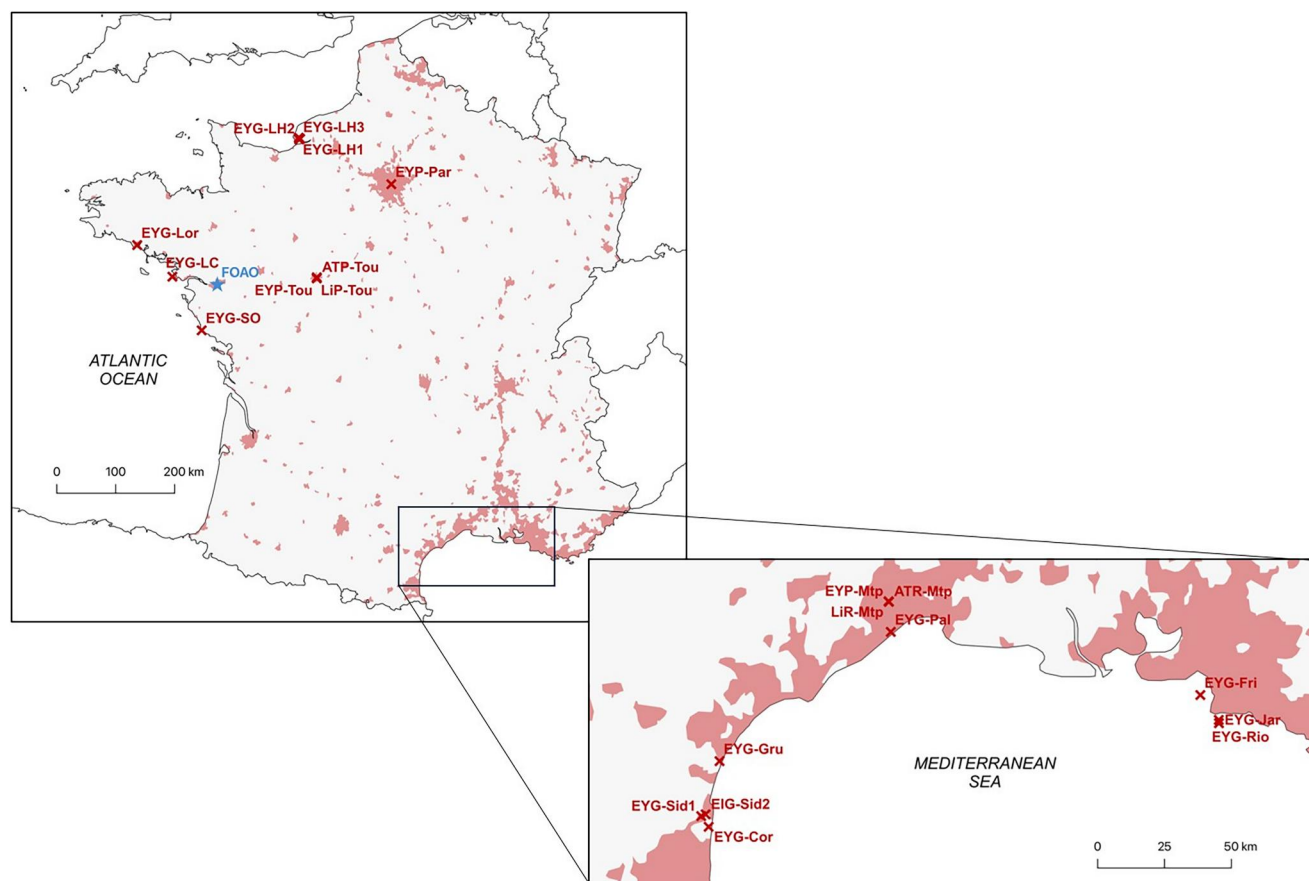 EYG-LH2 EYG-LH3
EYG-LH1
EYP-Par
EYG-Lor
EYG-LC
FOAO
ATP-Tou
EYP-Tou LiP-Tou
EYG-SO
ATLANTIC
OCEAN
0 100 200 km
EYP-Mtp ATR-Mtp
LiR-Mtp
EYG-Pal
EYG-Fri
EYG-Jar
EYG-Rio
EYG-Gru
MEDITERRANEAN
SEA
EYG-Sid1 EIG-Sid2
EYG-Cor
0 25 50 km